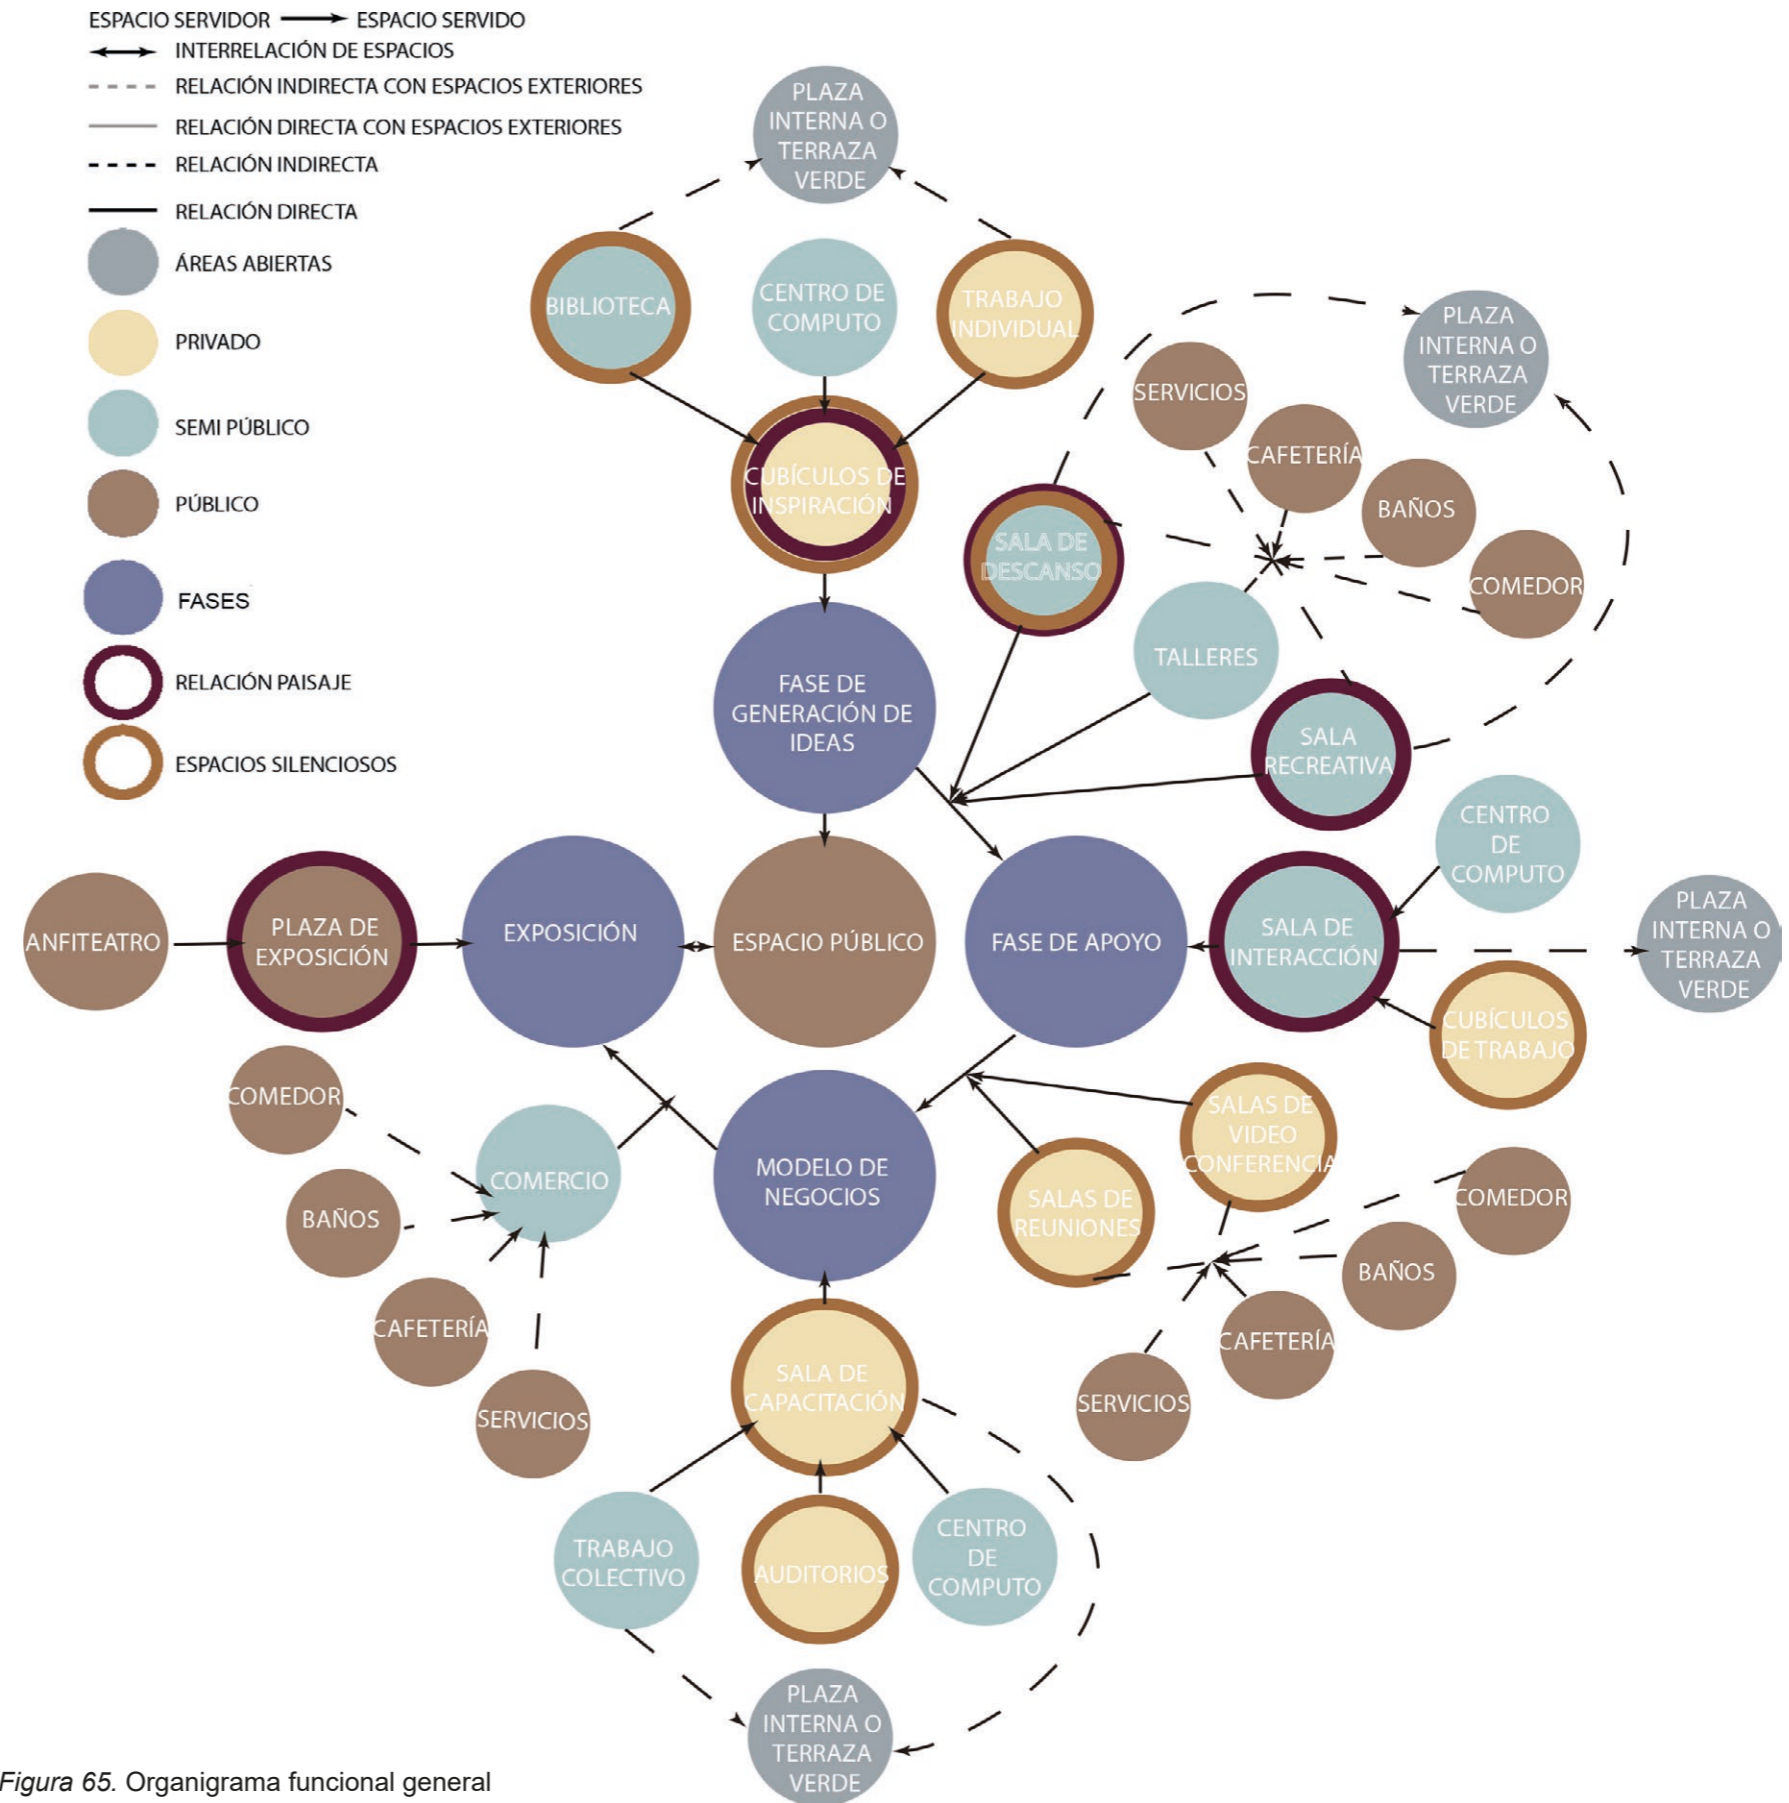 ESPACIO SERVIDOR ESPACIO SERVIDO
INTERRELACIÓN DE ESPACIOS
RELACIÓN INDIRECTA CON ESPACIOS EXTERIORES
RELACIÓN DIRECTA CON ESPACIOS EXTERIORES
RELACIÓN INDIRECTA
RELACIÓN DIRECTA
ÁREAS ABIERTAS
PRIVADO
SEMI PÚBLICO
PÚBLICO
FASES
RELACIÓN PAISAJE
ESPACIOS SILENCIOSOS
PLAZA
INTERNA O
TERRAZA
VERDE
BIBLIOTECA
CENTRO DE
COMPUTO
TRABAJO
INDIVIDUAL
CUBÍCULOS DE
INSPIRACIÓN
PLAZA
INTERNA O
TERRAZA
VERDE
SERVICIOS
CAFETERÍA
BAÑOS
COMEDOR
SALA DE
DESCANSO
TALLERES
SALA
RECREATIVA
FASE DE
GENERACIÓN DE
IDEAS
CENTRO
DE
COMPUTO
ANFITEATRO
PLAZA DE
EXPOSICIÓN
EXPOSICIÓN
ESPACIO PÚBLICO
FASE DE APOYO
SALA DE
INTERACCIÓN
PLAZA
INTERNA O
TERRAZA
VERDE
CUBÍCULOS
DE TRABAJO
COMEDOR
BAÑOS
CAFETERÍA
SERVICIOS
COMERCIO
MODELO DE
NEGOCIOS
SALAS DE
VIDEO
CONFERENCIA
SALAS DE
REUNIONES
COMEDOR
BAÑOS
CAFETERÍA
SERVICIOS
SALA DE
CAPACITACIÓN
TRABAJO
COLECTIVO
AUDITORIOS
CENTRO
DE
COMPUTO
PLAZA
INTERNA O
TERRAZA
VERDE
Figura 65. Organigrama funcional general